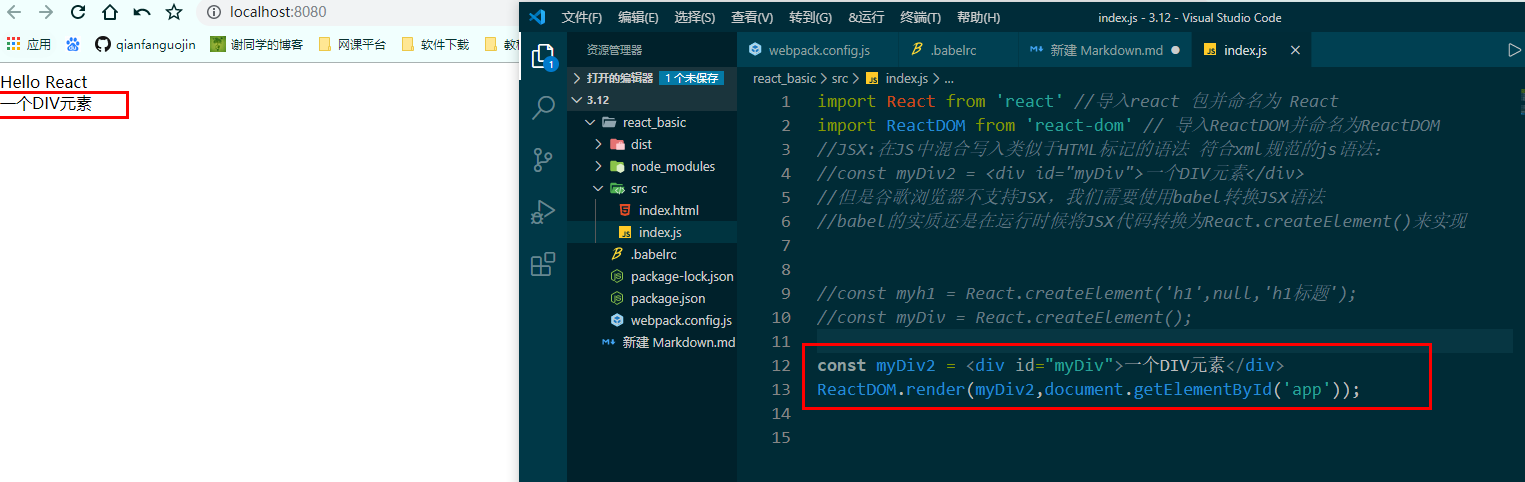 localhost:8080
应用
qianfanguojin
谢同学的博客
网课平台
软件下载
教程
Hello React
一个DIV元素
文件(F) 编辑(E) 选择(S) 查看(V) 转到(G) &运行 终端(T) 帮助(H)
index.js - 3.12 - Visual Studio Code
1
资源管理器
打开的编辑器 1 个未保存
3.12
react_basic
dist
node_modules
src
index.html
JS index.js
.babelrc
package-lock.json
package.json
webpack.config.js
新建 Markdown.md
webpack.config.js
.babelrc
新建 Markdown.md
JS index.js
react_basic > src > JS index.js > ...
1 import React from 'react' //导入react 包并命名为 React
2 import ReactDOM from 'react-dom' // 导入ReactDOM并命名为ReactDOM
3 //JSX:在JS中混合写入类似于HTML标记的语法 符合xml规范的js语法:
4 //const myDiv2 = <div id="myDiv">一个DIV元素</div>
5 //但是谷歌浏览器不支持JSX，我们需要使用babel转换JSX语法
6 //babel的实质还是在运行时候将JSX代码转换为React.createElement()来实现
7
8
9 //const myh1 = React.createElement('h1',null,'h1标题');
10 //const myDiv = React.createElement();
11
12 const myDiv2 = <div id="myDiv">一个DIV元素</div>
13 ReactDOM.render(myDiv2,document.getElementById('app'));
14
15